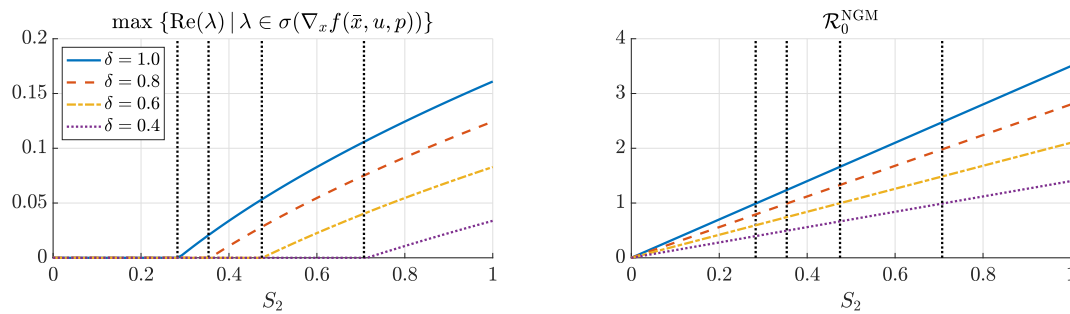 max {Re(λ) | λ ∈ σ(∇ₓf(x̄, u, p))}
0.2
0.15
0.1
0.05
0
δ = 1.0
δ = 0.8
δ = 0.6
δ = 0.4
0 0.2 0.4 0.6 0.8 1
S₂
ℛ₀ᴺᴳᴹ
4
3
2
1
0
0 0.2 0.4 0.6 0.8 1
S₂